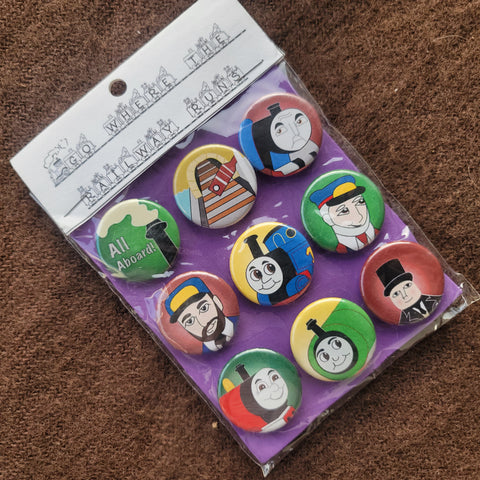 GO WHERE THE
RAILWAY RUNS
All
Aboard!